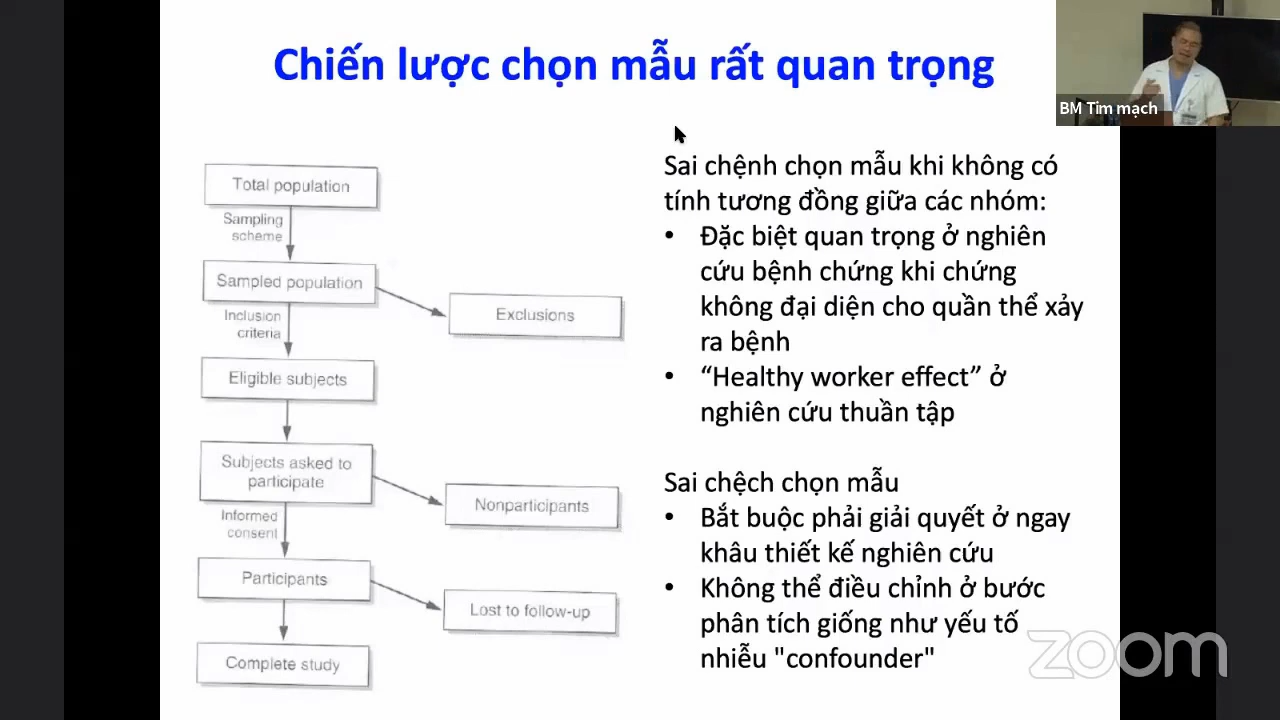 Chiến lược chọn mẫu rất quan trọng
BM Tim mạch
Total population
Sampling
scheme
Sampled population
Exclusions
Inclusion
criteria
Eligible subjects
Subjects asked to
participate
Nonparticipants
Informed
consent
Participants
Lost to follow-up
Complete study
Sai chệnh chọn mẫu khi không có
tính tương đồng giữa các nhóm:
• Đặc biệt quan trọng ở nghiên
cứu bệnh chứng khi chứng
không đại diện cho quần thể xảy
ra bệnh
• “Healthy worker effect” ở
nghiên cứu thuần tập
Sai chệch chọn mẫu
• Bắt buộc phải giải quyết ở ngay
khâu thiết kế nghiên cứu
• Không thể điều chỉnh ở bước
phân tích giống như yếu tố
nhiễu "confounder"
zoom